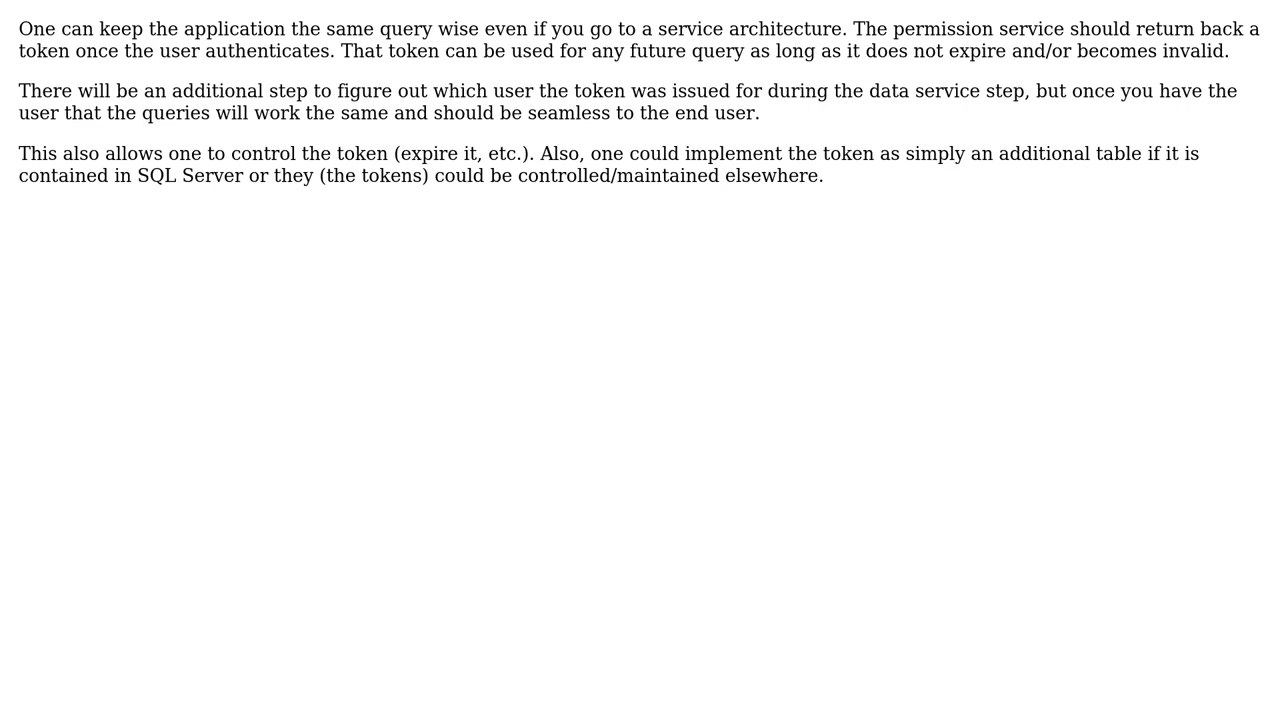 One can keep the application the same query wise even if you go to a service architecture. The permission service should return back a
token once the user authenticates. That token can be used for any future query as long as it does not expire and/or becomes invalid.
There will be an additional step to figure out which user the token was issued for during the data service step, but once you have the
user that the queries will work the same and should be seamless to the end user.
This also allows one to control the token (expire it, etc.). Also, one could implement the token as simply an additional table if it is
contained in SQL Server or they (the tokens) could be controlled/maintained elsewhere.